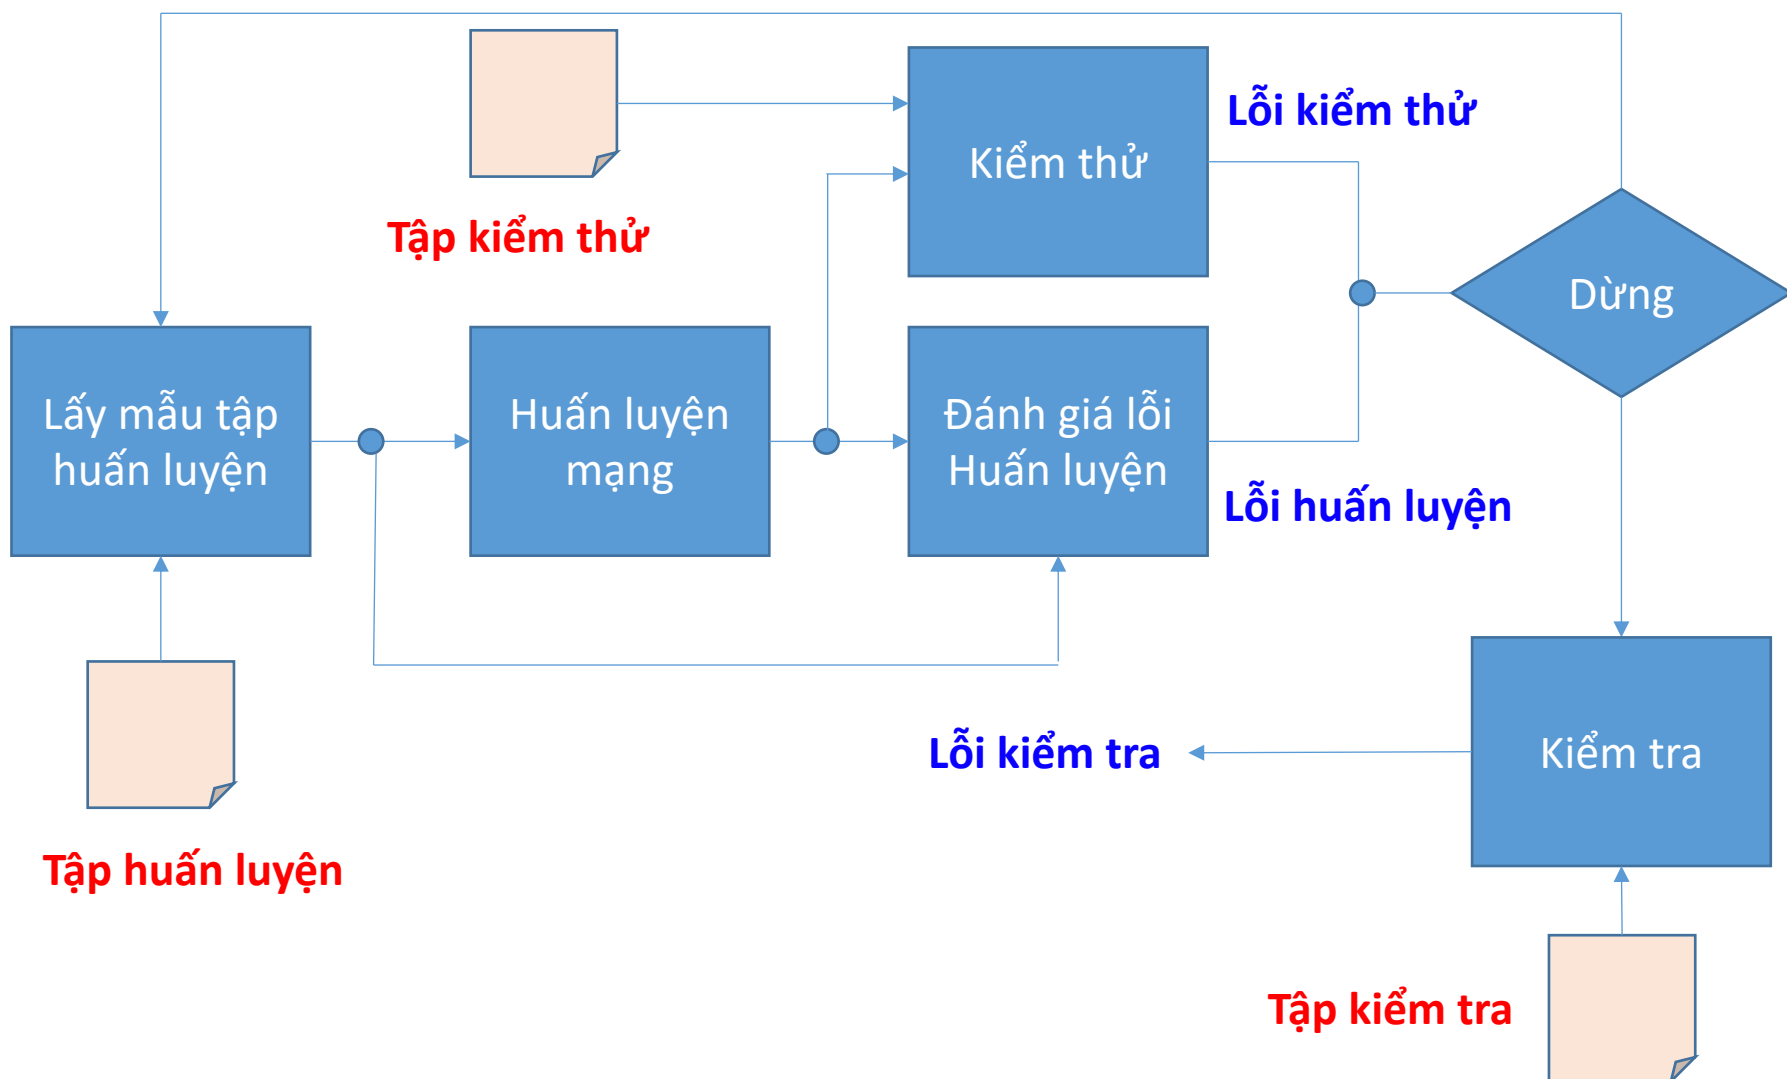 Lỗi kiểm thử
Kiểm thử
Tập kiểm thử
Dừng
Lấy mẫu tập
huấn luyện
Huấn luyện
mạng
Đánh giá lỗi
Huấn luyện
Lỗi huấn luyện
Lỗi kiểm tra
Kiểm tra
Tập huấn luyện
Tập kiểm tra